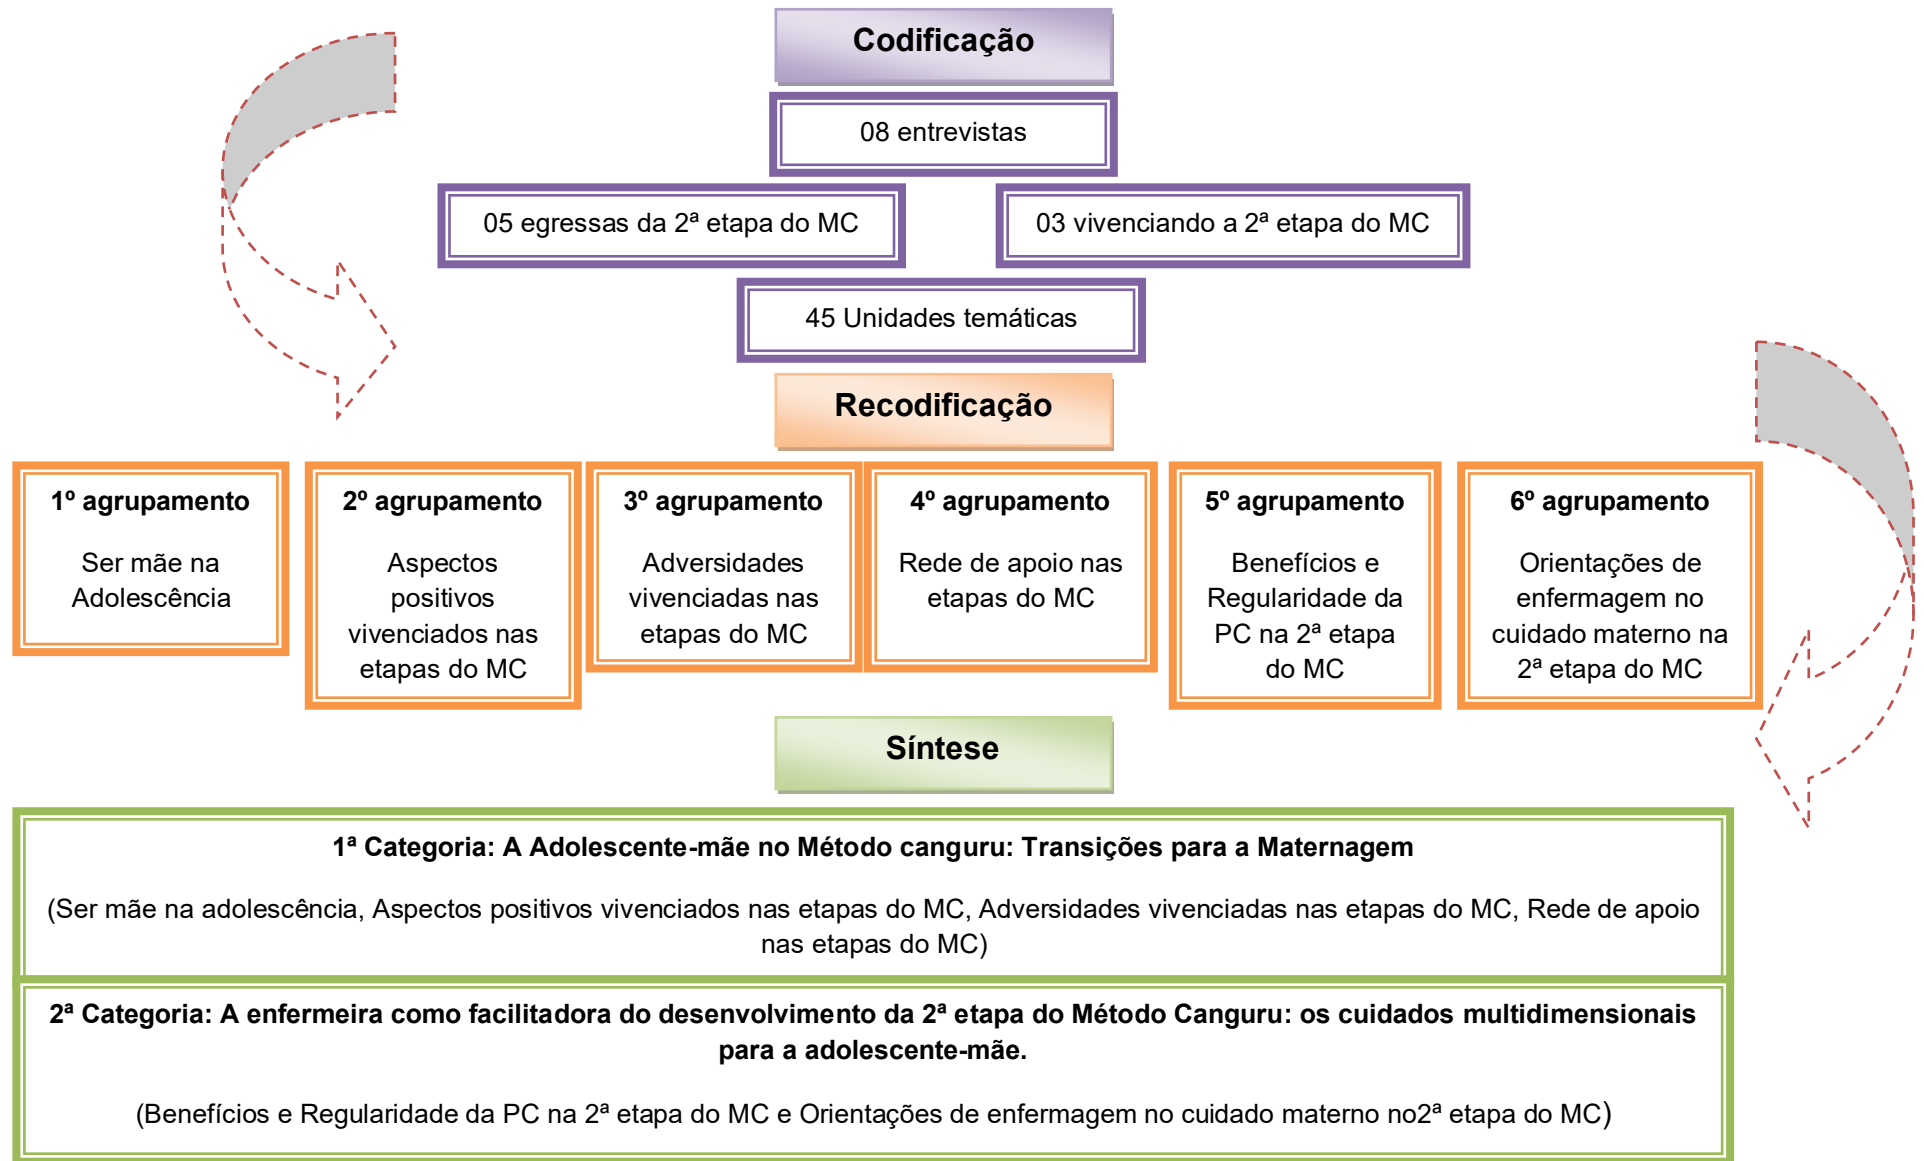 Codificação
08 entrevistas
05 egressas da 2ª etapa do MC
03 vivenciando a 2ª etapa do MC
45 Unidades temáticas
Recodificação
1º agrupamento
Ser mãe na
Adolescência
2º agrupamento
Aspectos
positivos
vivenciados nas
etapas do MC
3º agrupamento
Adversidades
vivenciadas nas
etapas do MC
4º agrupamento
Rede de apoio nas
etapas do MC
5º agrupamento
Benefícios e
Regularidade da
PC na 2ª etapa
do MC
6º agrupamento
Orientações de
enfermagem no
cuidado materno na
2ª etapa do MC
Síntese
1ª Categoria: A Adolescente-mãe no Método canguru: Transições para a Maternagem
(Ser mãe na adolescência, Aspectos positivos vivenciados nas etapas do MC, Adversidades vivenciadas nas etapas do MC, Rede de apoio
nas etapas do MC)
2ª Categoria: A enfermeira como facilitadora do desenvolvimento da 2ª etapa do Método Canguru: os cuidados multidimensionais
para a adolescente-mãe.
(Benefícios e Regularidade da PC na 2ª etapa do MC e Orientações de enfermagem no cuidado materno no2ª etapa do MC)